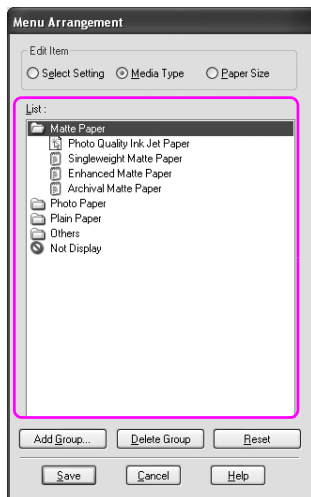 Menu Arrangement
Edit Item
Select Setting Media Type Paper Size
List :
Matte Paper
Photo Quality Ink Jet Paper
Singleweight Matte Paper
Enhanced Matte Paper
Archival Matte Paper
Photo Paper
Plain Paper
Others
Not Display
Add Group... Delete Group Reset
Save Cancel Help